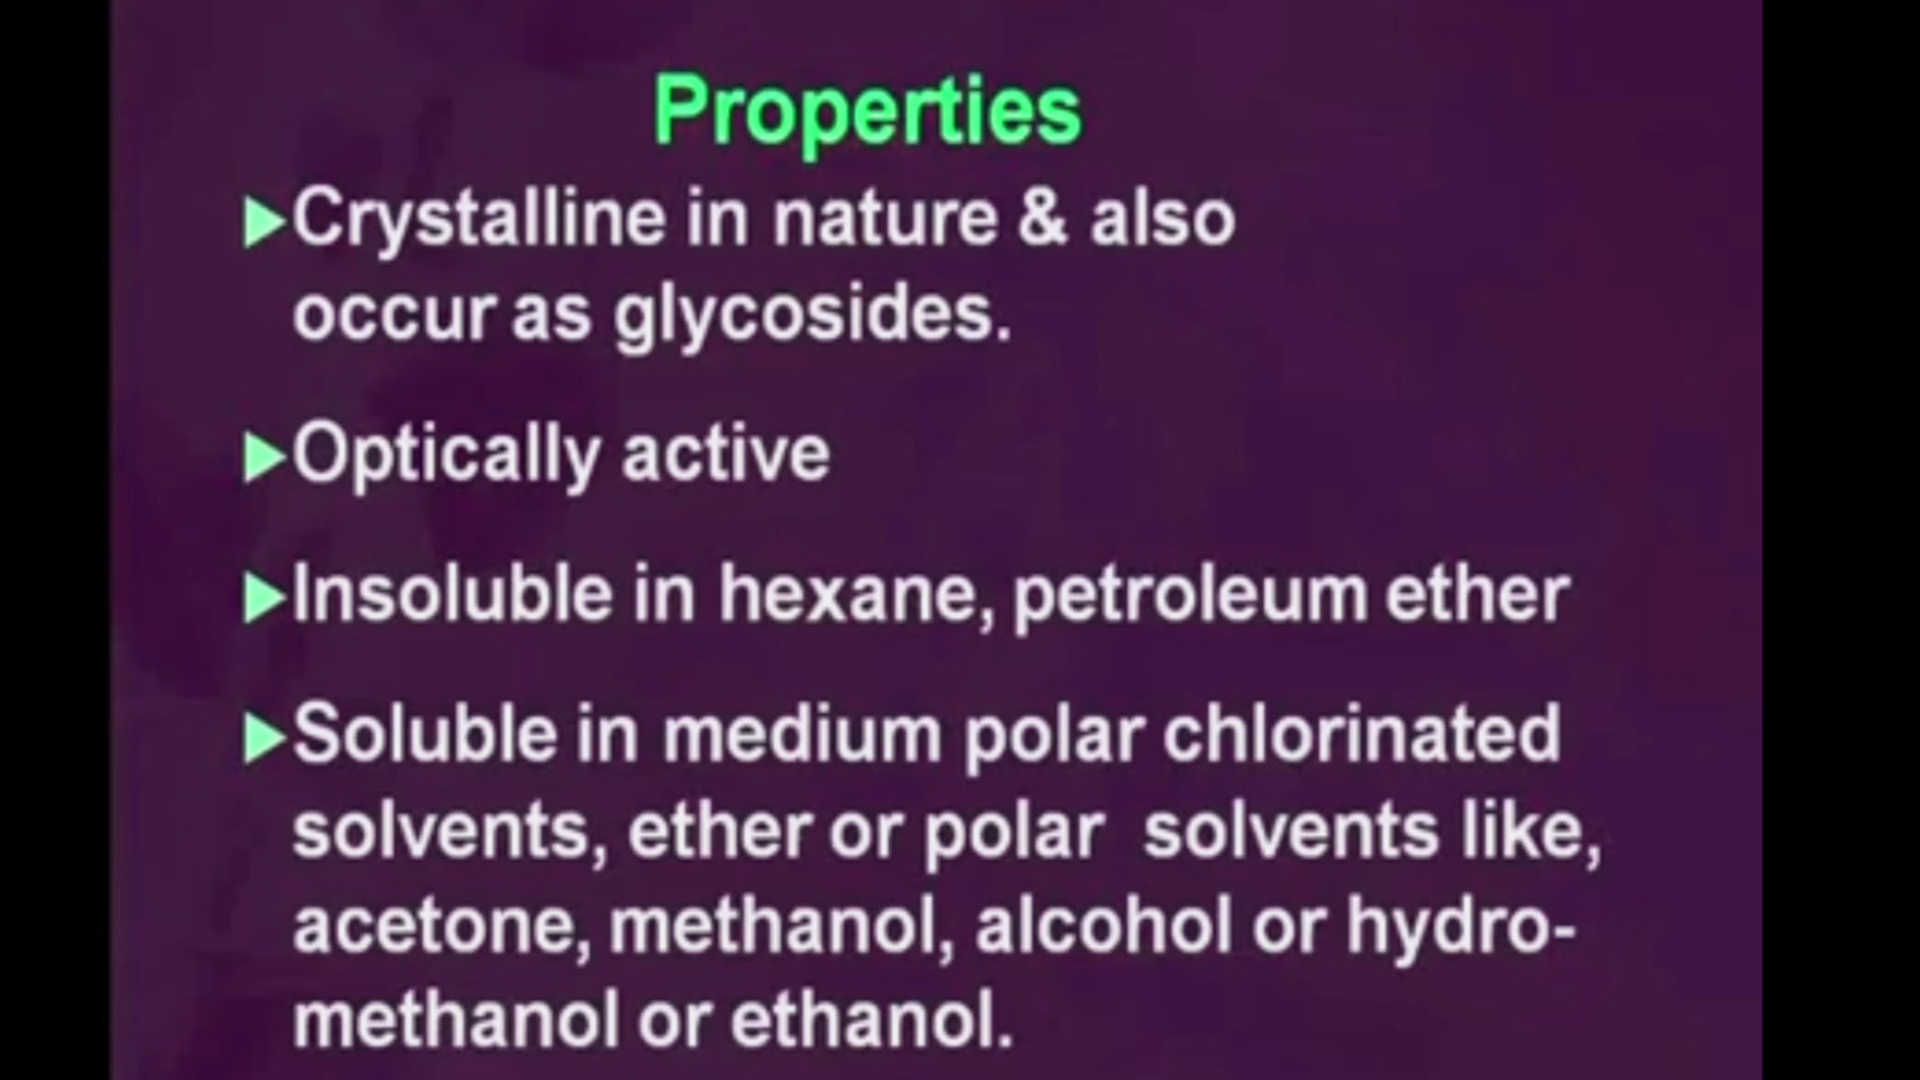 Properties
Crystalline in nature & also
occur as glycosides.
Optically active
Insoluble in hexane, petroleum ether
Soluble in medium polar chlorinated
solvents, ether or polar solvents like,
acetone, methanol, alcohol or hydro-
methanol or ethanol.